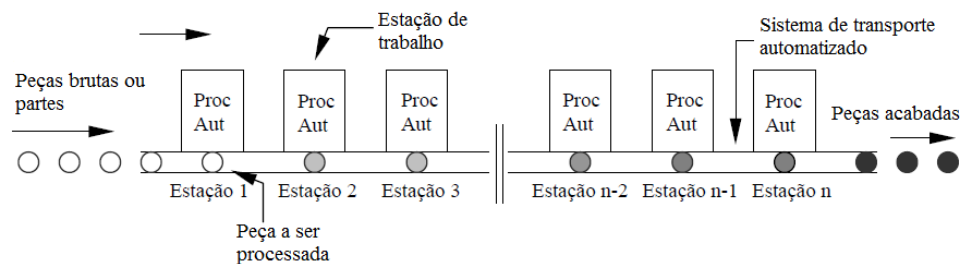 Estação de
trabalho
Sistema de transporte
automatizado
Peças brutas ou
partes
Proc
Aut
Proc
Aut
Proc
Aut
Proc
Aut
Proc
Aut
Proc
Aut
Peças acabadas
Estação 1
Estação 2
Estação 3
Estação n-2
Estação n-1
Estação n
Peça a ser
processada